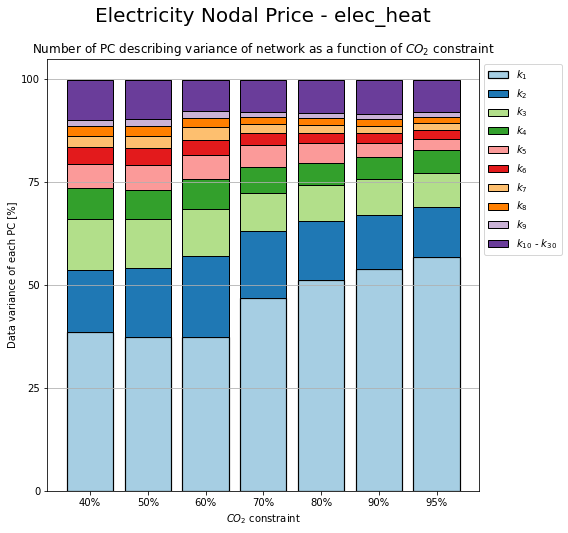 Electricity Nodal Price - elec_heat
Number of PC describing variance of network as a function of CO₂ constraint
100
75
50
25
0
Data variance of each PC [%]
40% 50% 60% 70% 80% 90% 95%
CO₂ constraint
k₁
k₂
k₃
k₄
k₅
k₆
k₇
k₈
k₉
k₁₀ - k₃₀